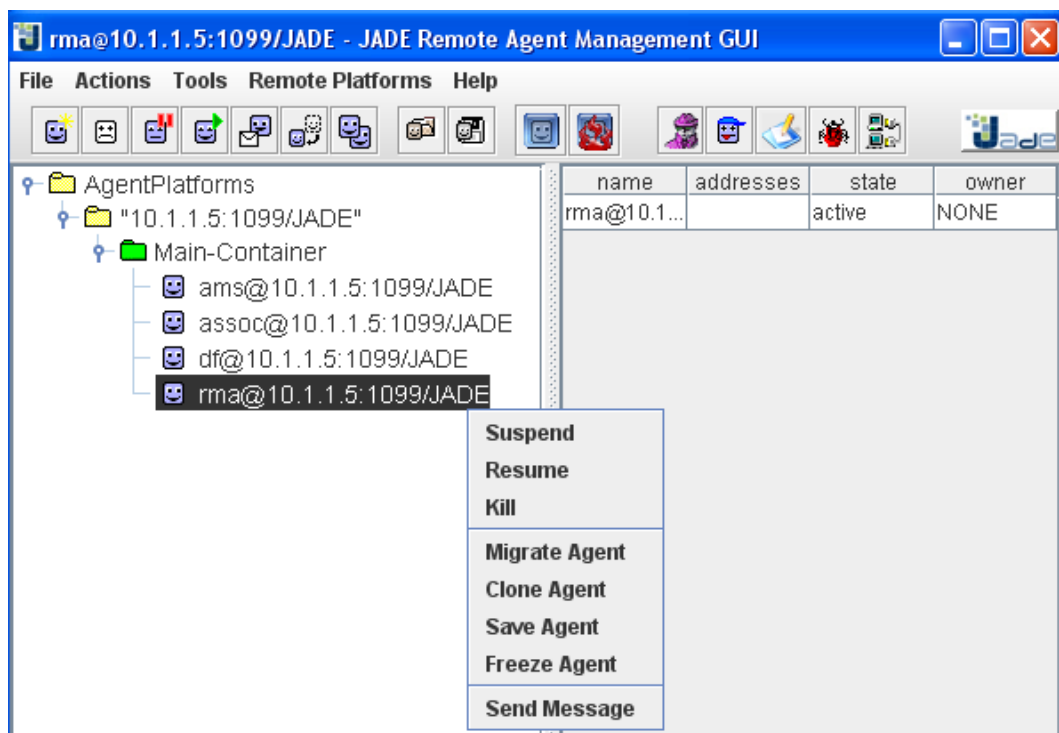 rma@10.1.1.5:1099/JADE - JADE Remote Agent Management GUI
File Actions Tools Remote Platforms Help
Jade
AgentPlatforms
"10.1.1.5:1099/JADE"
Main-Container
ams@10.1.1.5:1099/JADE
assoc@10.1.1.5:1099/JADE
df@10.1.1.5:1099/JADE
rma@10.1.1.5:1099/JADE
name addresses state owner
rma@10.1... active NONE
Suspend
Resume
Kill
Migrate Agent
Clone Agent
Save Agent
Freeze Agent
Send Message